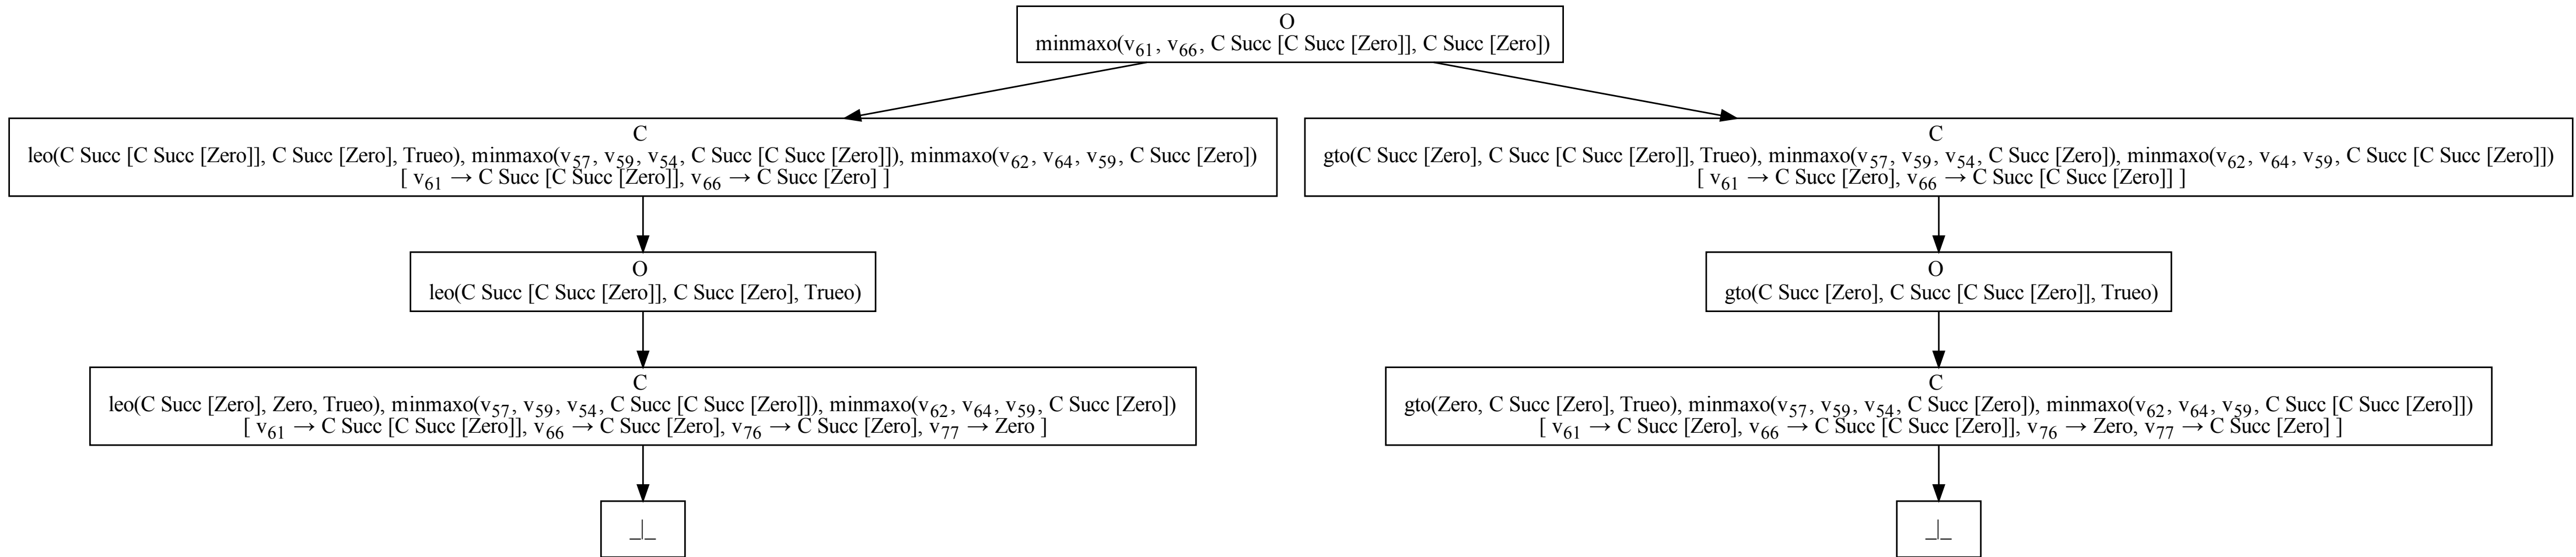 O
minmaxo(v61, v66, C Succ [C Succ [Zero]], C Succ [Zero])
C
leo(C Succ [C Succ [Zero]], C Succ [Zero], Trueo), minmaxo(v57, v59, v54, C Succ [C Succ [Zero]]), minmaxo(v62, v64, v59, C Succ [Zero])
[ v61 → C Succ [C Succ [Zero]], v66 → C Succ [Zero] ]
C
gto(C Succ [Zero], C Succ [C Succ [Zero]], Trueo), minmaxo(v57, v59, v54, C Succ [Zero]), minmaxo(v62, v64, v59, C Succ [C Succ [Zero]])
[ v61 → C Succ [Zero], v66 → C Succ [C Succ [Zero]] ]
O
leo(C Succ [C Succ [Zero]], C Succ [Zero], Trueo)
O
gto(C Succ [Zero], C Succ [C Succ [Zero]], Trueo)
C
leo(C Succ [Zero], Zero, Trueo), minmaxo(v57, v59, v54, C Succ [C Succ [Zero]]), minmaxo(v62, v64, v59, C Succ [Zero])
[ v61 → C Succ [C Succ [Zero]], v66 → C Succ [Zero], v76 → C Succ [Zero], v77 → Zero ]
C
gto(Zero, C Succ [Zero], Trueo), minmaxo(v57, v59, v54, C Succ [Zero]), minmaxo(v62, v64, v59, C Succ [C Succ [Zero]])
[ v61 → C Succ [Zero], v66 → C Succ [C Succ [Zero]], v76 → Zero, v77 → C Succ [Zero] ]
_|_
_|_